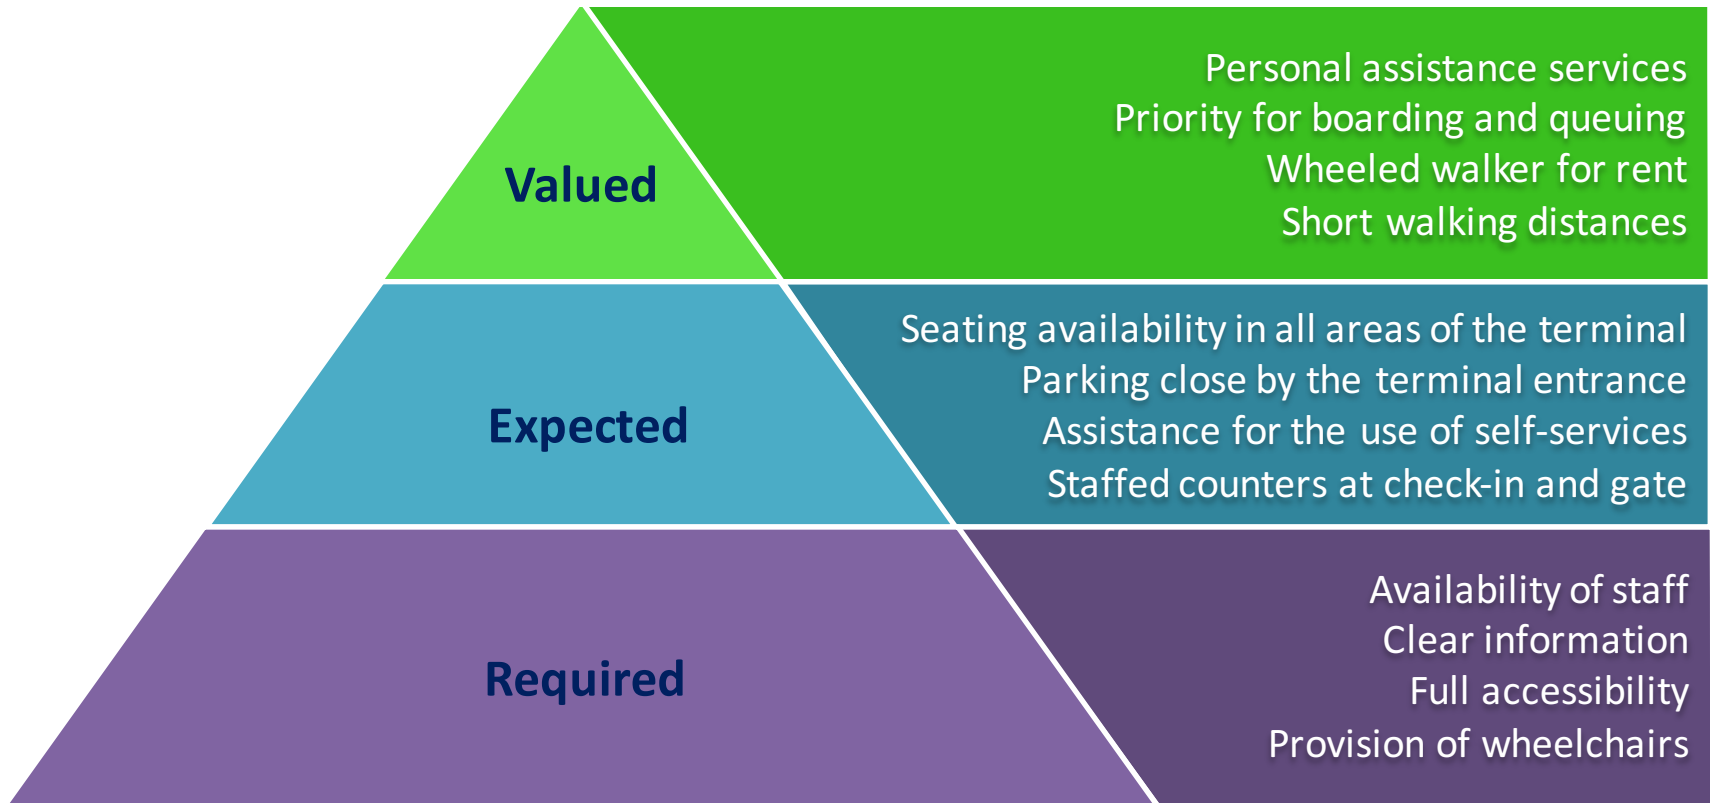 Valued
Personal assistance services
Priority for boarding and queuing
Wheeled walker for rent
Short walking distances
Expected
Seating availability in all areas of the terminal
Parking close by the terminal entrance
Assistance for the use of self-services
Staffed counters at check-in and gate
Required
Availability of staff
Clear information
Full accessibility
Provision of wheelchairs